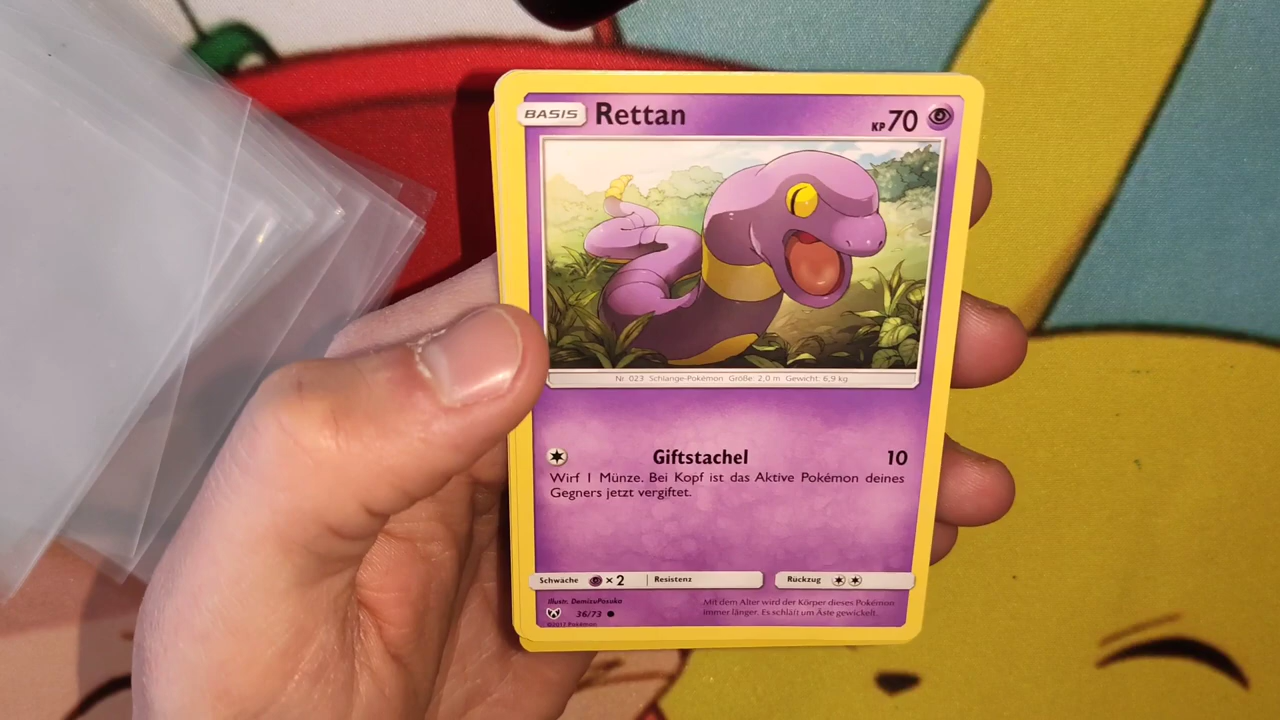 BASIS Rettan KP70
Nr. 023 Schlange-Pokémon Größe: 2,0 m Gewicht: 6,9 kg
Giftstachel 10
Wirf 1 Münze. Bei Kopf ist das Aktive Pokémon deines
Gegners jetzt vergiftet.
Schwäche ×2 Resistenz Rückzug
Illustr. DemizuPosuka
36/73
©2017 Pokémon
Mit dem Alter wird der Körper dieses Pokémon
immer länger. Es schläft um Äste gewickelt.